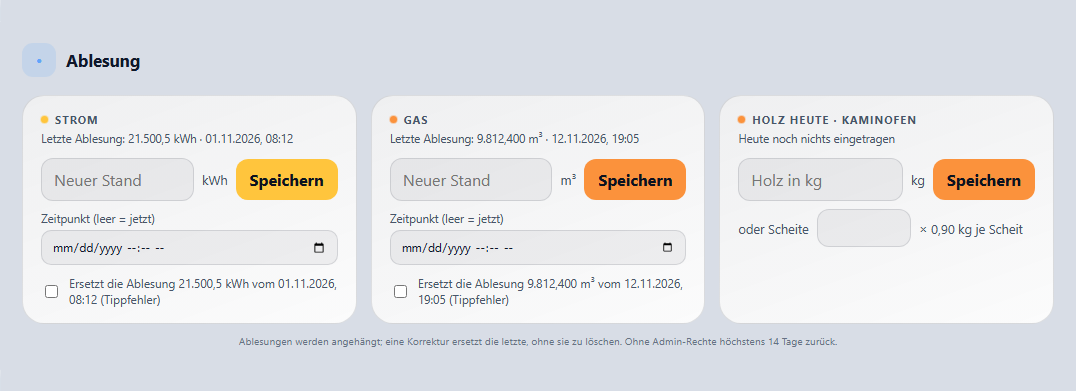 Ablesung
STROM
Letzte Ablesung: 21.500,5 kWh · 01.11.2026, 08:12
Neuer Stand kWh Speichern
Zeitpunkt (leer = jetzt)
mm/dd/yyyy --:-- --
Ersetzt die Ablesung 21.500,5 kWh vom 01.11.2026,
08:12 (Tippfehler)
GAS
Letzte Ablesung: 9.812,400 m³ · 12.11.2026, 19:05
Neuer Stand m³ Speichern
Zeitpunkt (leer = jetzt)
mm/dd/yyyy --:-- --
Ersetzt die Ablesung 9.812,400 m³ vom 12.11.2026,
19:05 (Tippfehler)
HOLZ HEUTE · KAMINOFEN
Heute noch nichts eingetragen
Holz in kg kg Speichern
oder Scheite × 0,90 kg je Scheit
Ablesungen werden angehängt; eine Korrektur ersetzt die letzte, ohne sie zu löschen. Ohne Admin-Rechte höchstens 14 Tage zurück.